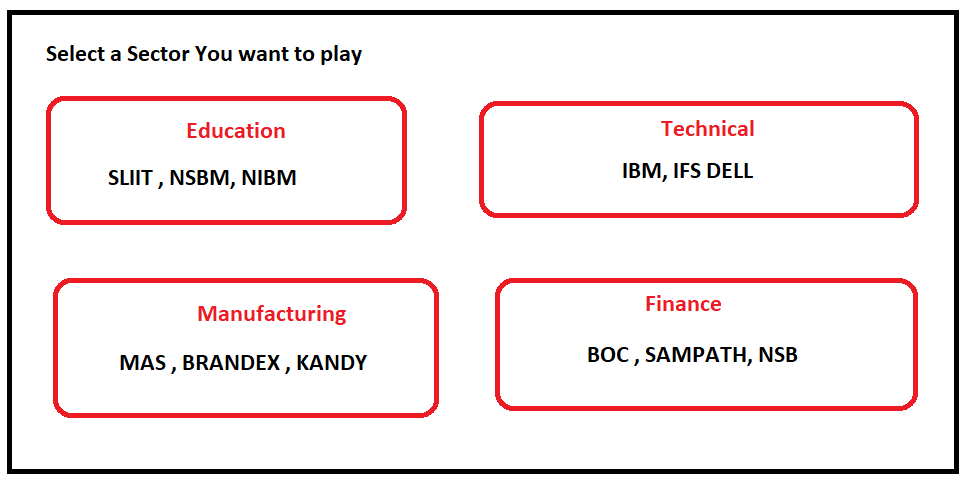 Select a Sector You want to play
Education
SLIIT , NSBM, NIBM
Technical
IBM, IFS DELL
Manufacturing
MAS , BRANDEX , KANDY
Finance
BOC , SAMPATH, NSB